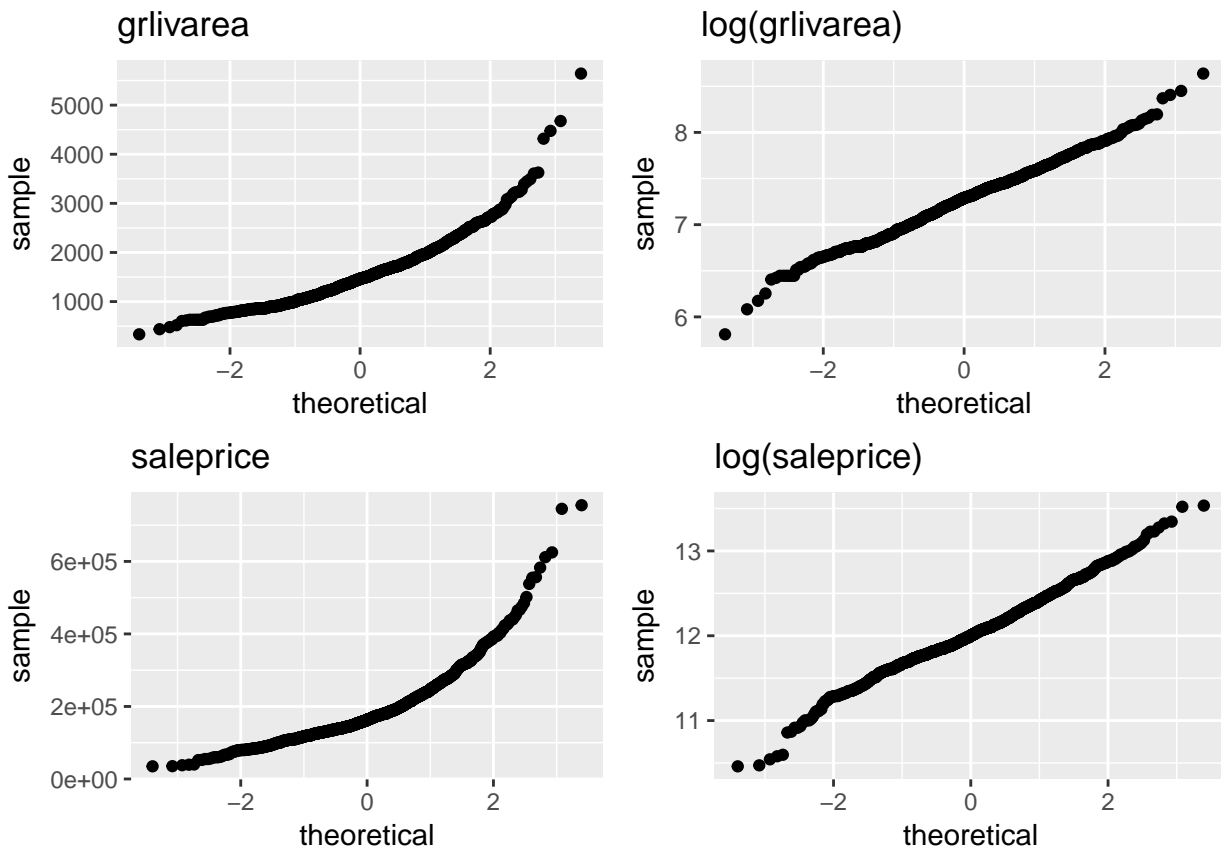 grlivarea
5000
4000
3000
2000
1000
sample
−2 0 2
theoretical
log(grlivarea)
8
7
6
sample
−2 0 2
theoretical
saleprice
6e+05
4e+05
2e+05
0e+00
sample
−2 0 2
theoretical
log(saleprice)
13
12
11
sample
−2 0 2
theoretical